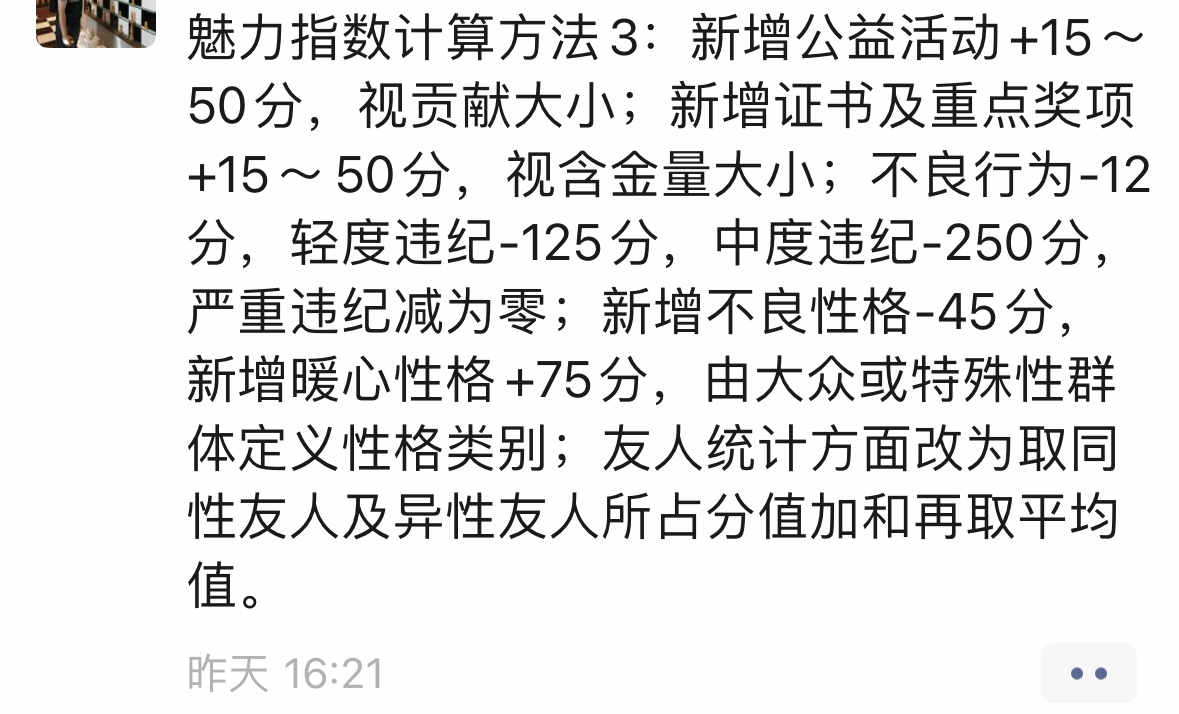 魅力指数计算方法3：新增公益活动+15～
50分，视贡献大小；新增证书及重点奖项
+15～50分，视含金量大小；不良行为-12
分，轻度违纪-125分，中度违纪-250分，
严重违纪减为零；新增不良性格-45分，
新增暖心性格+75分，由大众或特殊性群
体定义性格类别；友人统计方面改为取同
性友人及异性友人所占分值加和再取平均
值。
昨天 16:21